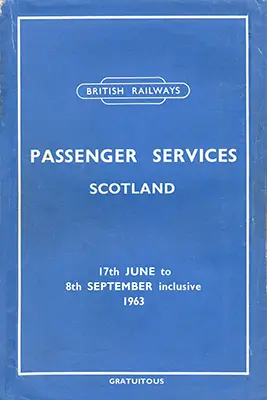 BRITISH RAILWAYS
PASSENGER SERVICES
SCOTLAND
17th JUNE to
8th SEPTEMBER inclusive
1963
GRATUITOUS